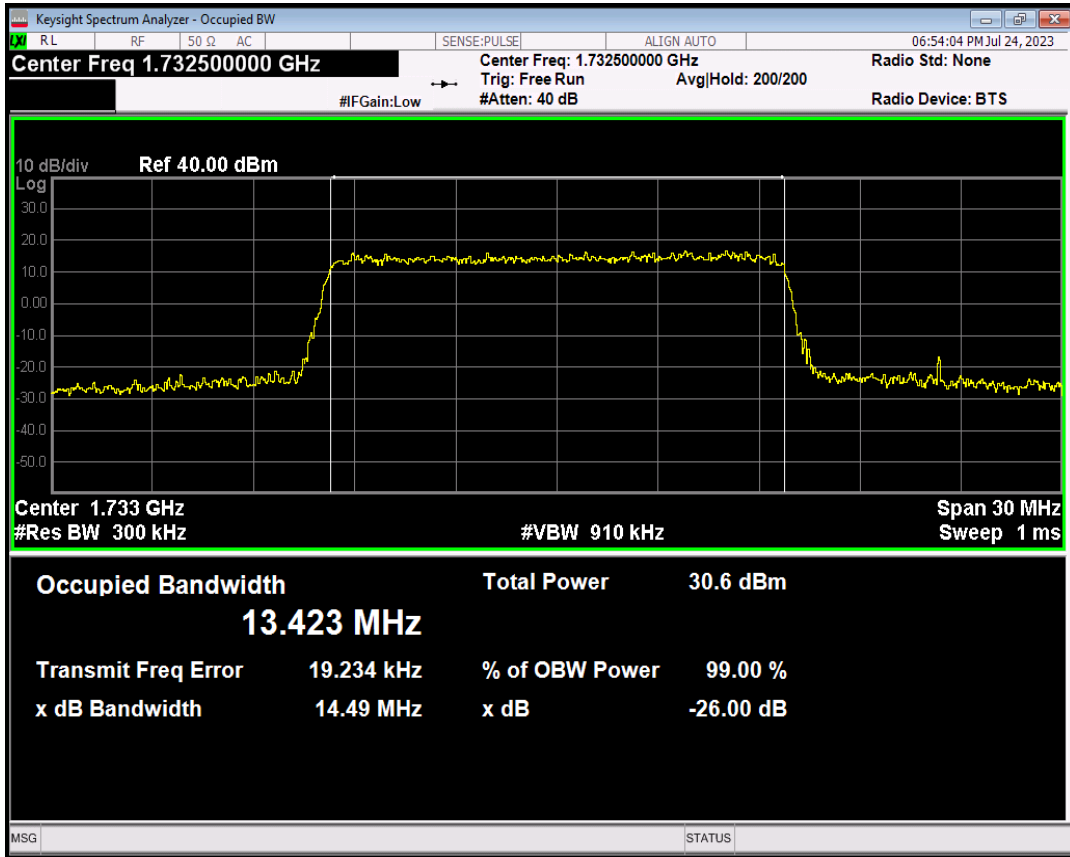 Keysight Spectrum Analyzer - Occupied BW
LXI RL RF 50 Ω AC SENSE:PULSE ALIGN AUTO 06:54:04 PM Jul 24, 2023
Center Freq 1.732500000 GHz
Center Freq: 1.732500000 GHz
Radio Std: None
Trig: Free Run Avg|Hold: 200/200
#IFGain:Low
#Atten: 40 dB
Radio Device: BTS
10 dB/div Ref 40.00 dBm
Log
30.0
20.0
10.0
0.00
-10.0
-20.0
-30.0
-40.0
-50.0
Center 1.733 GHz Span 30 MHz
#Res BW 300 kHz #VBW 910 kHz Sweep 1 ms
Occupied Bandwidth Total Power 30.6 dBm
13.423 MHz
Transmit Freq Error 19.234 kHz % of OBW Power 99.00 %
x dB Bandwidth 14.49 MHz x dB -26.00 dB
MSG STATUS